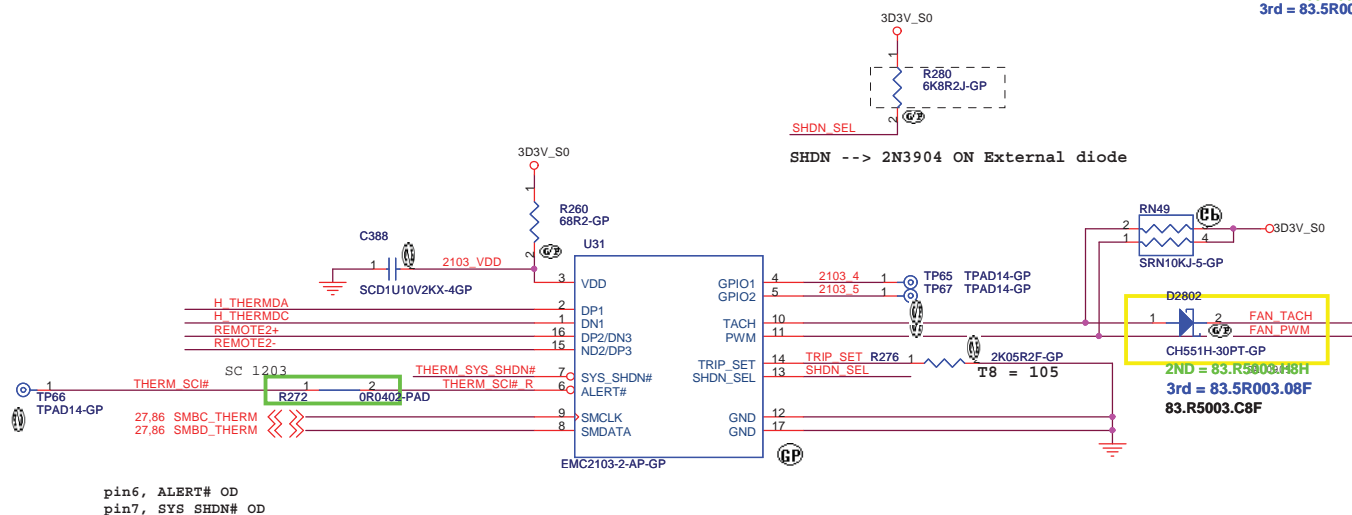 3rd = 83.5R00
3D3V_S0
1
R280
6K8R2J-GP
2
SHDN_SEL
SHDN --> 2N3904 ON External diode
3D3V_S0
1
R260
68R2-GP
2
C388
1
2103_VDD
SCD1U10V2KX-4GP
U31
3 VDD
H_THERMDA 2 DP1
H_THERMDC 1 DN1
REMOTE2+ 16 DP2/DN3
REMOTE2- 15 ND2/DP3
SC 1203
THERM_SYS_SHDN# 7 SYS_SHDN#
1 THERM_SCI# 1 2 THERM_SCI#_R 6 ALERT#
TP66
TPAD14-GP
R272 0R0402-PAD
27,86 SMBC_THERM 9 SMCLK
27,86 SMBD_THERM 8 SMDATA
EMC2103-2-AP-GP
GPIO1 4 2103_4 1 TP65 TPAD14-GP
GPIO2 5 2103_5 1 TP67 TPAD14-GP
TACH 10
PWM 11
TRIP_SET 14 TRIP_SET R276 1 2K05R2F-GP
SHDN_SEL 13 SHDN_SEL
T8 = 105
GND 12
GND 17
GP
RN49
2
1 4
3D3V_S0
SRN10KJ-5-GP
D2802
1 2 FAN_TACH
FAN_PWM
CH551H-30PT-GP
3rd = 83.5R003.08F
83.R5003.C8F
pin6, ALERT# OD
pin7, SYS SHDN# OD